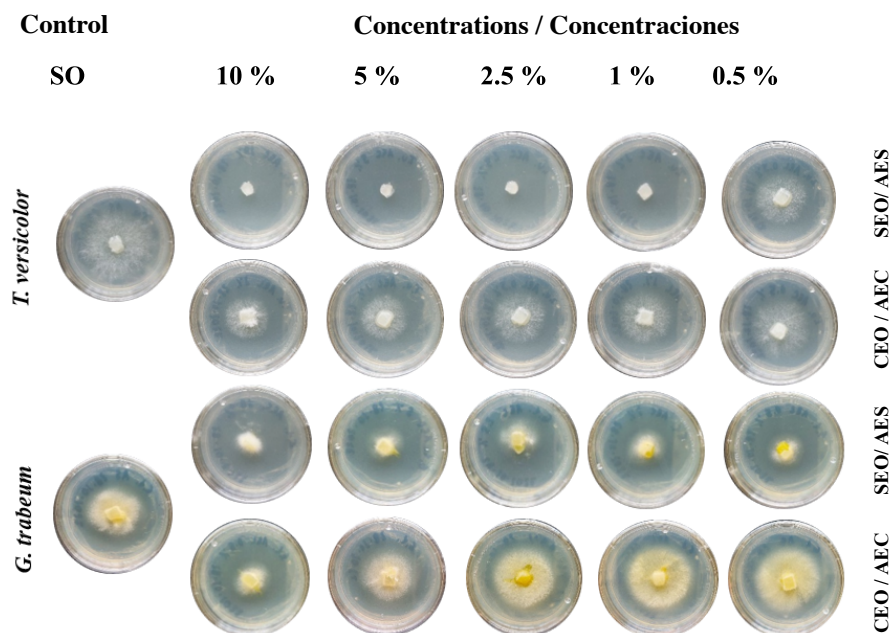 Control
Concentrations / Concentraciones
SO
10 %
5 %
2.5 %
1 %
0.5 %
T. versicolor
SEO/ AES
CEO / AEC
G. trabeum
SEO/AES
CEO / AEC